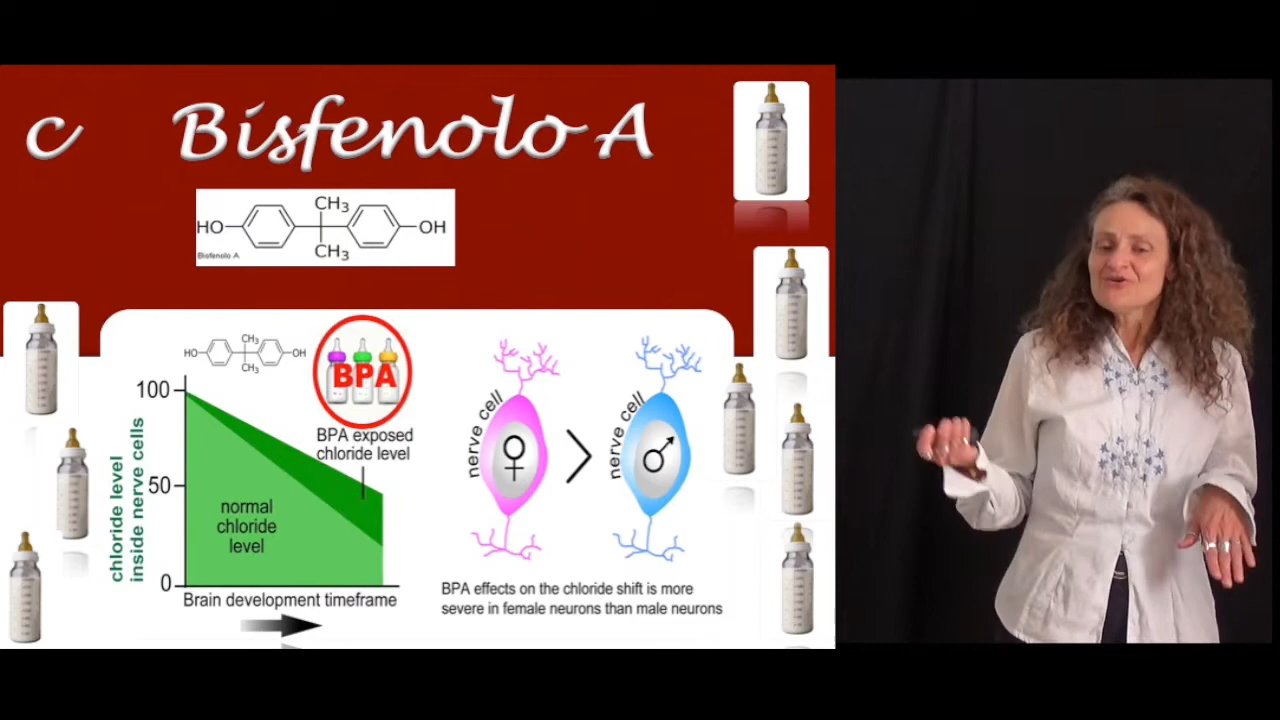 c Bisfenolo A
CH₃
HO OH
CH₃
Bisfenolo A
CH₃
HO OH
CH₃
BPA
100
50
0
chloride level
inside nerve cells
BPA exposed
chloride level
normal
chloride
level
Brain development timeframe
nerve cell
♀
>
nerve cell
♂
BPA effects on the chloride shift is more
severe in female neurons than male neurons